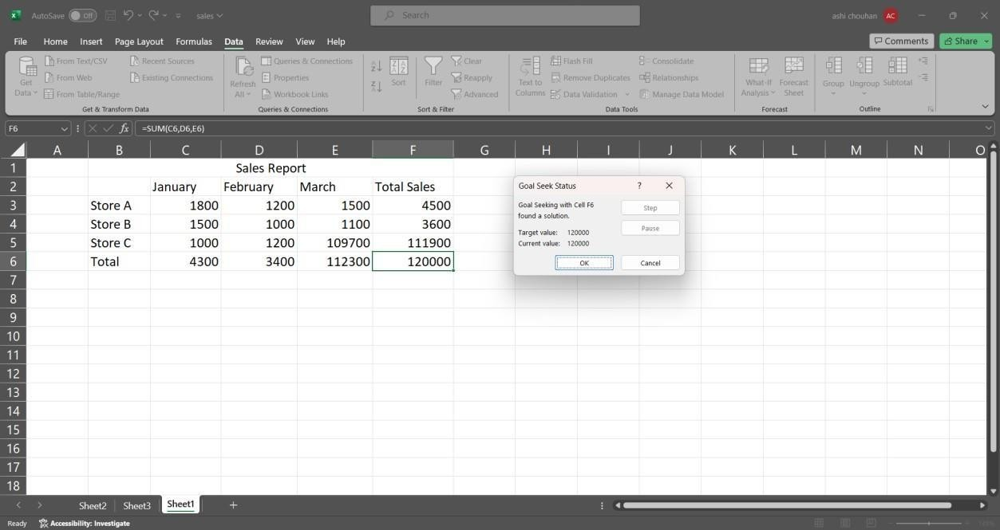 AutoSave Off sales Search ashi chouhan AC
File Home Insert Page Layout Formulas Data Review View Help Comments Share
From Text/CSV Recent Sources Queries & Connections Clear Flash Fill Consolidate
From Web Existing Connections Properties Reapply Remove Duplicates Relationships
From Table/Range Workbook Links Advanced Data Validation Manage Data Model
Get Data Refresh All Sort Filter Text to Columns What-If Analysis Forecast Sheet Group Ungroup Subtotal
Get & Transform Data Queries & Connections Sort & Filter Data Tools Forecast Outline
F6 fx =SUM(C6,D6,E6)
A B C D E F G H I J K L M N O
1 Sales Report
2 January February March Total Sales
3 Store A 1800 1200 1500 4500
4 Store B 1500 1000 1100 3600
5 Store C 1000 1200 109700 111900
6 Total 4300 3400 112300 120000
7
8
9
10
11
12
13
14
15
16
17
18
Goal Seek Status ?
Goal Seeking with Cell F6 Step
found a solution.
Pause
Target value: 120000
Current value: 120000
OK Cancel
Sheet2 Sheet3 Sheet1 +
Ready Accessibility: Investigate